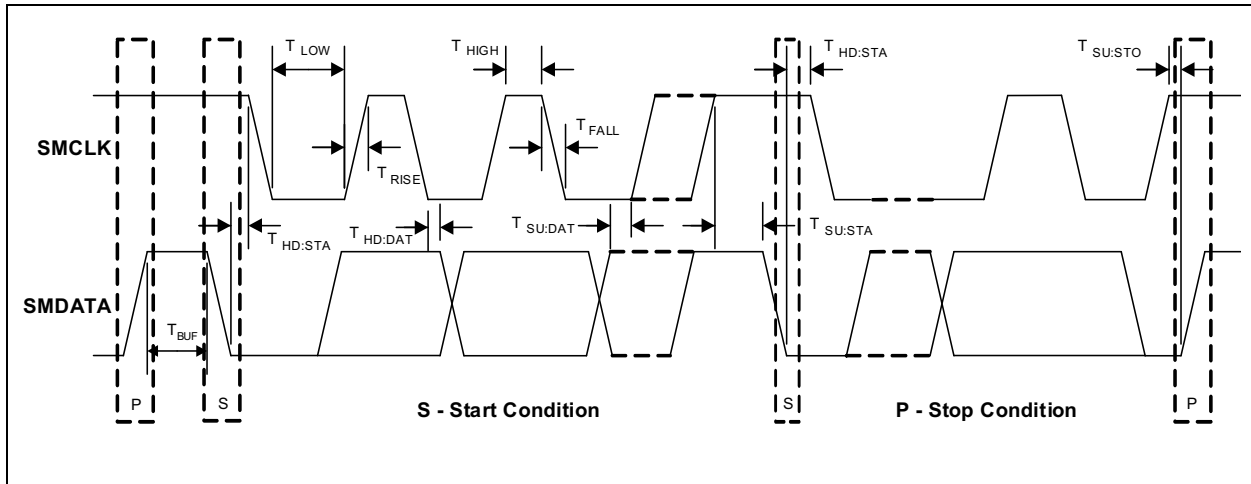 T LOW
T HIGH
T HD:STA
T SU:STO
SMCLK
T FALL
T RISE
T HD:STA
T HD:DAT
T SU:DAT
T SU:STA
SMDATA
T BUF
P
S
S - Start Condition
S
P - Stop Condition
P